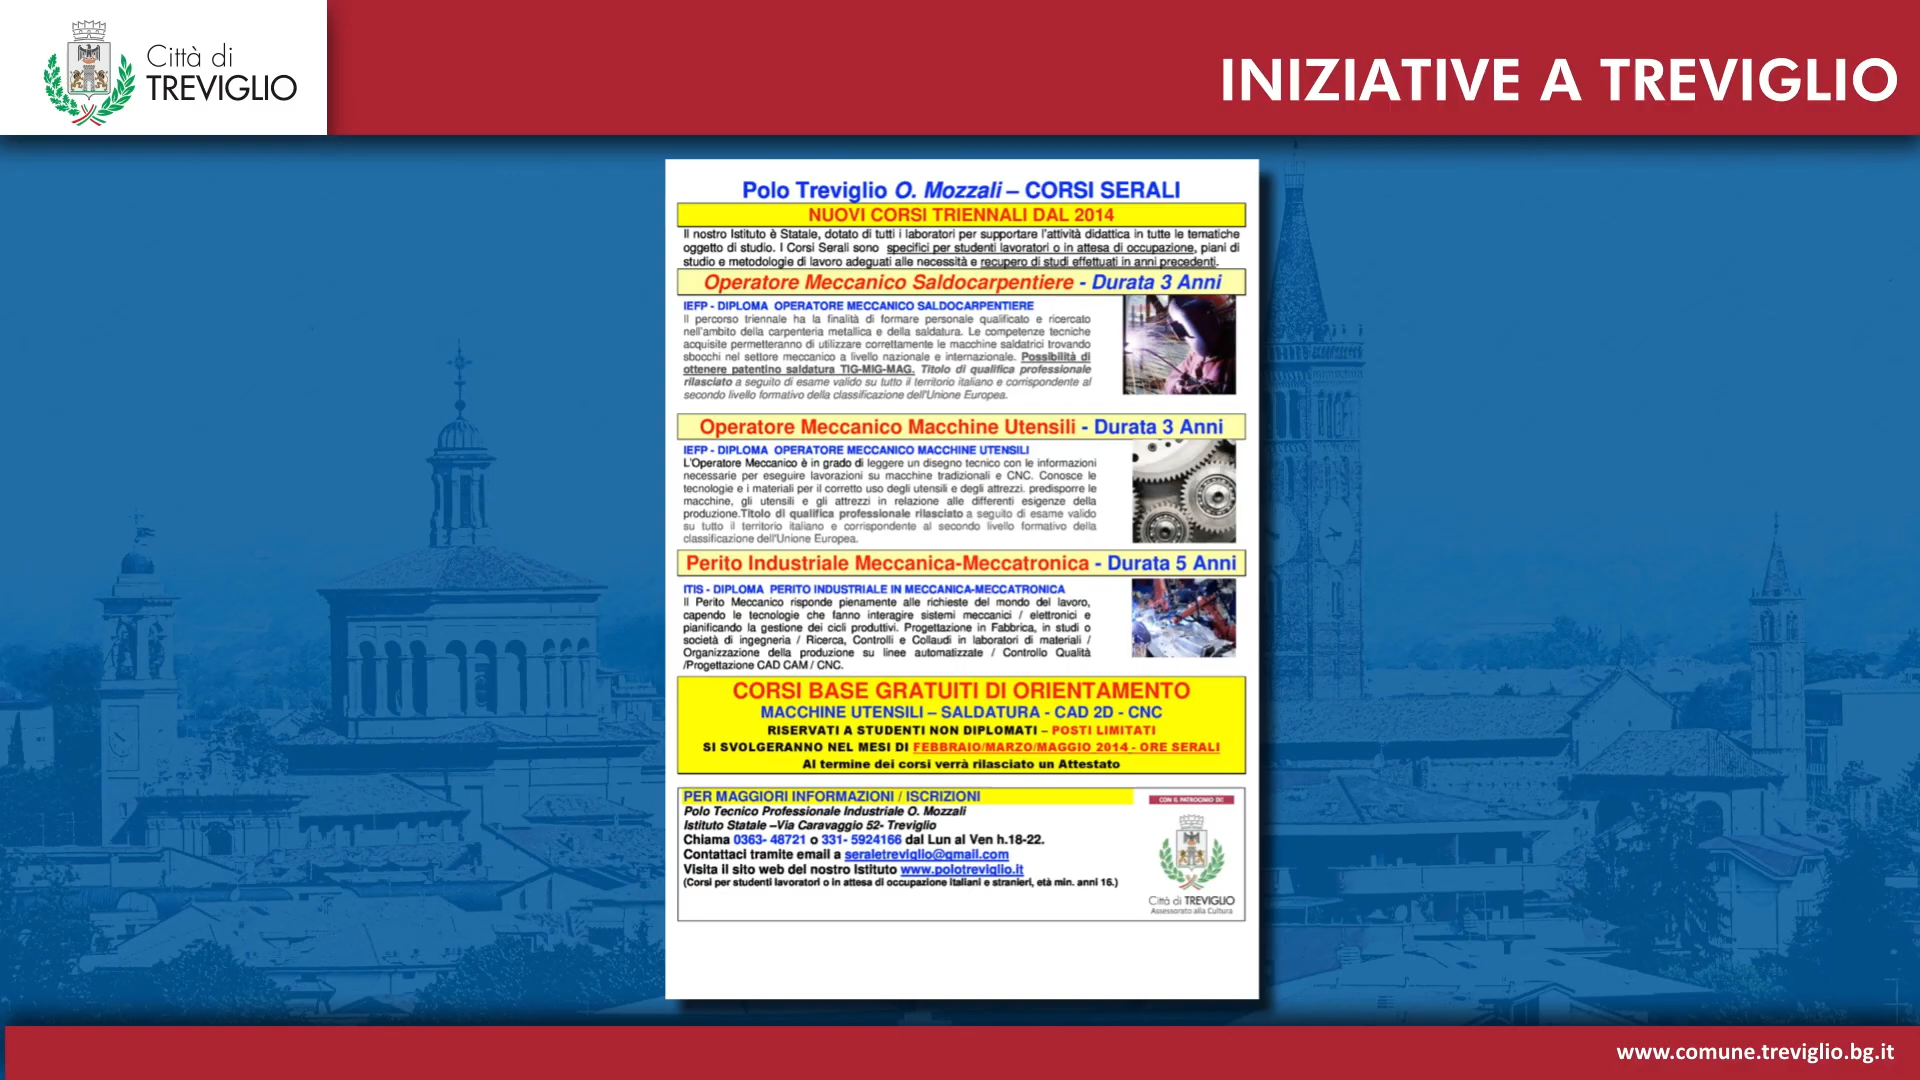 Città di
TREVIGLIO
INIZIATIVE A TREVIGLIO
Polo Treviglio O. Mozzali – CORSI SERALI
NUOVI CORSI TRIENNALI DAL 2014
Il nostro Istituto è Statale, dotato di tutti i laboratori per supportare l'attività didattica in tutte le tematiche
oggetto di studio. I Corsi Serali sono specifici per studenti lavoratori o in attesa di occupazione, piani di
studio e metodologie di lavoro adeguati alle necessità e recupero di studi effettuati in anni precedenti.
Operatore Meccanico Saldocarpentiere - Durata 3 Anni
IEFP - DIPLOMA OPERATORE MECCANICO SALDOCARPENTIERE
Il percorso triennale ha la finalità di formare personale qualificato e ricercato
nell'ambito della carpenteria metallica e della saldatura. Le competenze tecniche
acquisite permetteranno di utilizzare correttamente le macchine saldatrici trovando
sbocchi nel settore meccanico a livello nazionale e internazionale. Possibilità di
ottenere patentino saldatura TIG-MIG-MAG. Titolo di qualifica professionale
rilasciato a seguito di esame valido su tutto il territorio italiano e corrispondente al
secondo livello formativo della classificazione dell'Unione Europea.
Operatore Meccanico Macchine Utensili - Durata 3 Anni
IEFP - DIPLOMA OPERATORE MECCANICO MACCHINE UTENSILI
L'Operatore Meccanico è in grado di leggere un disegno tecnico con le informazioni
necessarie per eseguire lavorazioni su macchine tradizionali e CNC. Conosce le
tecnologie e i materiali per il corretto uso degli utensili e degli attrezzi. predisporre le
macchine, gli utensili e gli attrezzi in relazione alle differenti esigenze della
produzione.Titolo di qualifica professionale rilasciato a seguito di esame valido
su tutto il territorio italiano e corrispondente al secondo livello formativo della
classificazione dell'Unione Europea.
Perito Industriale Meccanica-Meccatronica - Durata 5 Anni
ITIS - DIPLOMA PERITO INDUSTRIALE IN MECCANICA-MECCATRONICA
Il Perito Meccanico risponde pienamente alle richieste del mondo del lavoro,
capendo le tecnologie che fanno interagire sistemi meccanici / elettronici e
pianificando la gestione dei cicli produttivi. Progettazione in Fabbrica, in studi o
società di ingegneria / Ricerca, Controlli e Collaudi in laboratori di materiali /
Organizzazione della produzione su linee automatizzate / Controllo Qualità
/Progettazione CAD CAM / CNC.
CORSI BASE GRATUITI DI ORIENTAMENTO
MACCHINE UTENSILI – SALDATURA - CAD 2D - CNC
RISERVATI A STUDENTI NON DIPLOMATI – POSTI LIMITATI
SI SVOLGERANNO NEL MESI DI FEBBRAIO/MARZO/MAGGIO 2014 - ORE SERALI
Al termine dei corsi verrà rilasciato un Attestato
PER MAGGIORI INFORMAZIONI / ISCRIZIONI
Polo Tecnico Professionale Industriale O. Mozzali
Istituto Statale –Via Caravaggio 52- Treviglio
Chiama 0363- 48721 o 331- 5924166 dal Lun al Ven h.18-22.
Contattaci tramite email a seraletreviglio@gmail.com
Visita il sito web del nostro Istituto www.polotreviglio.it
(Corsi per studenti lavoratori o in attesa di occupazione italiani e stranieri, età min. anni 16.)
CON IL PATROCINIO DI:
Città di TREVIGLIO
Assessorato alla Cultura
www.comune.treviglio.bg.it